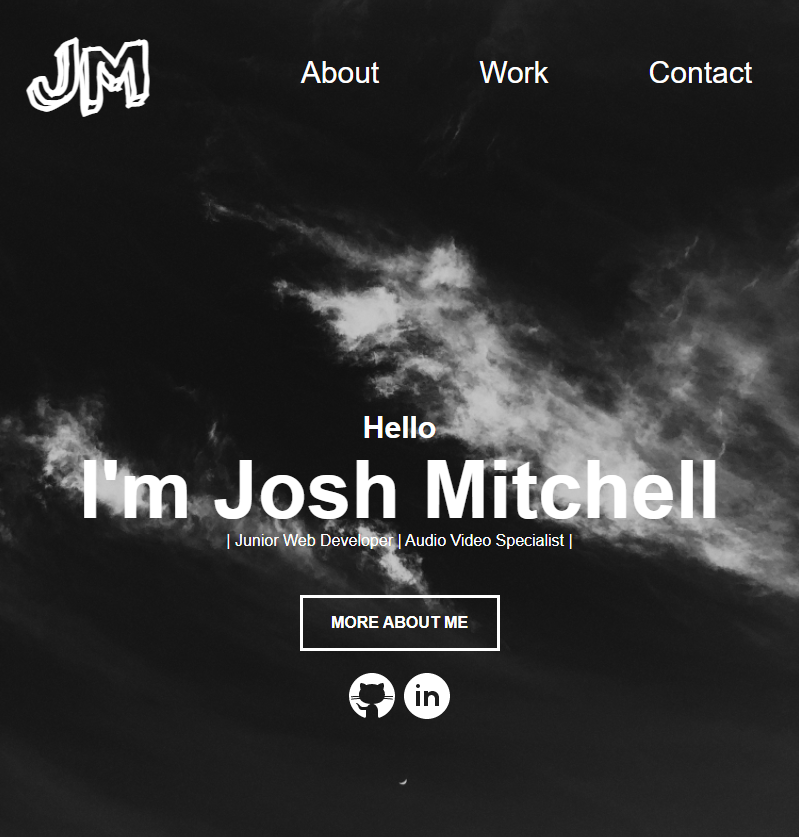 JM
About Work Contact
Hello
I'm Josh Mitchell
| Junior Web Developer | Audio Video Specialist |
MORE ABOUT ME
in